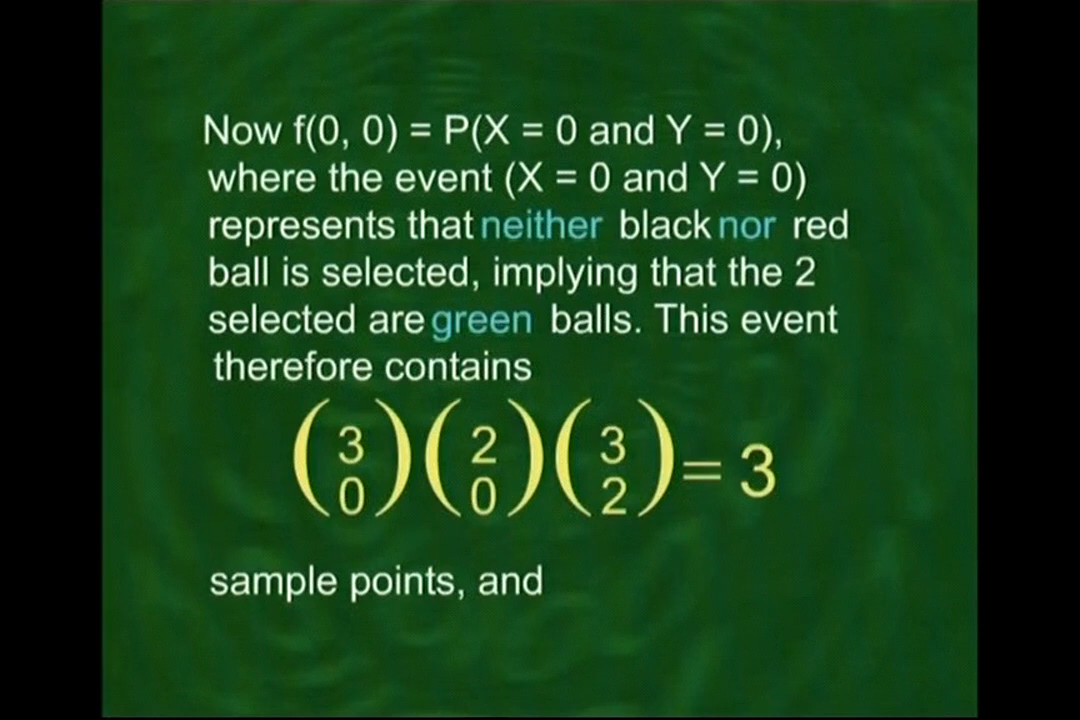 Now f(0, 0) = P(X = 0 and Y = 0),
where the event (X = 0 and Y = 0)
represents that neither black nor red
ball is selected, implying that the 2
selected are green balls. This event
therefore contains
(3 0)(2 0)(3 2) = 3
sample points, and